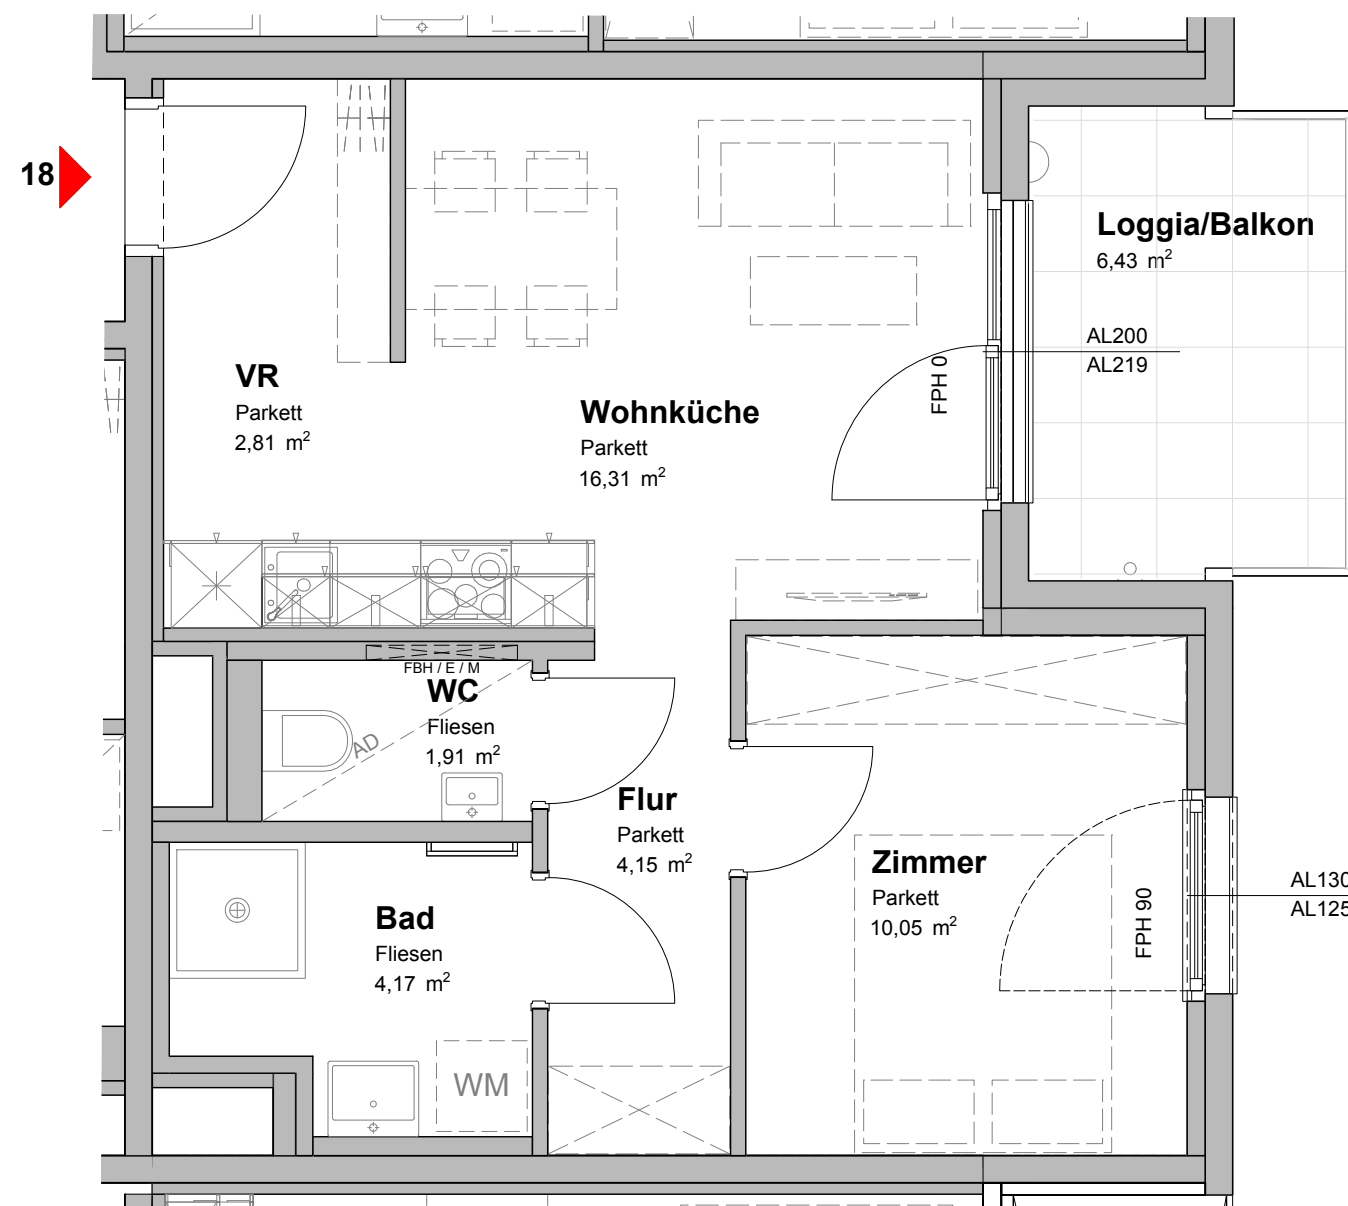 18
Loggia/Balkon
6,43 m²
AL200
AL219
FPH 0
VR
Parkett
2,81 m²
Wohnküche
Parkett
16,31 m²
FBH / E / M
WC
Fliesen
1,91 m²
AD
Flur
Parkett
4,15 m²
Zimmer
Parkett
10,05 m²
FPH 90
AL130
AL125
Bad
Fliesen
4,17 m²
WM